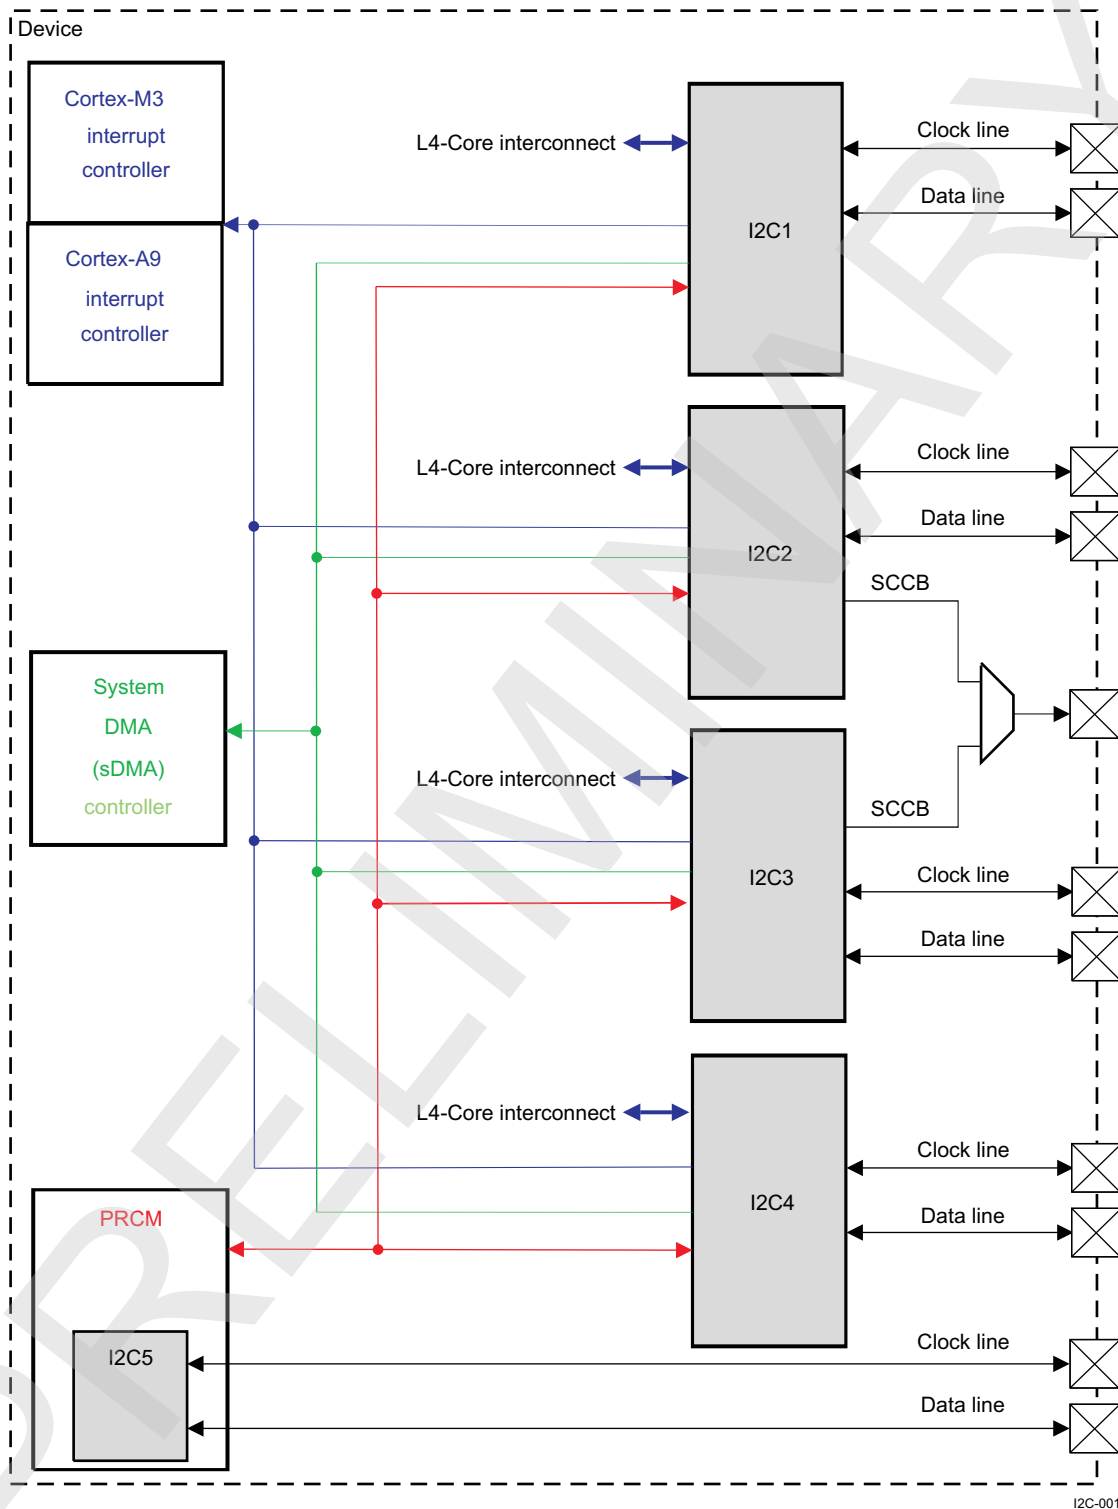 Device
Cortex-M3
interrupt
controller
Cortex-A9
interrupt
controller
L4-Core interconnect
I2C1
Clock line
Data line
L4-Core interconnect
I2C2
Clock line
Data line
SCCB
System
DMA
(sDMA)
controller
L4-Core interconnect
SCCB
I2C3
Clock line
Data line
L4-Core interconnect
I2C4
Clock line
Data line
PRCM
I2C5
Clock line
Data line
I2C-001
PRELIMINARY